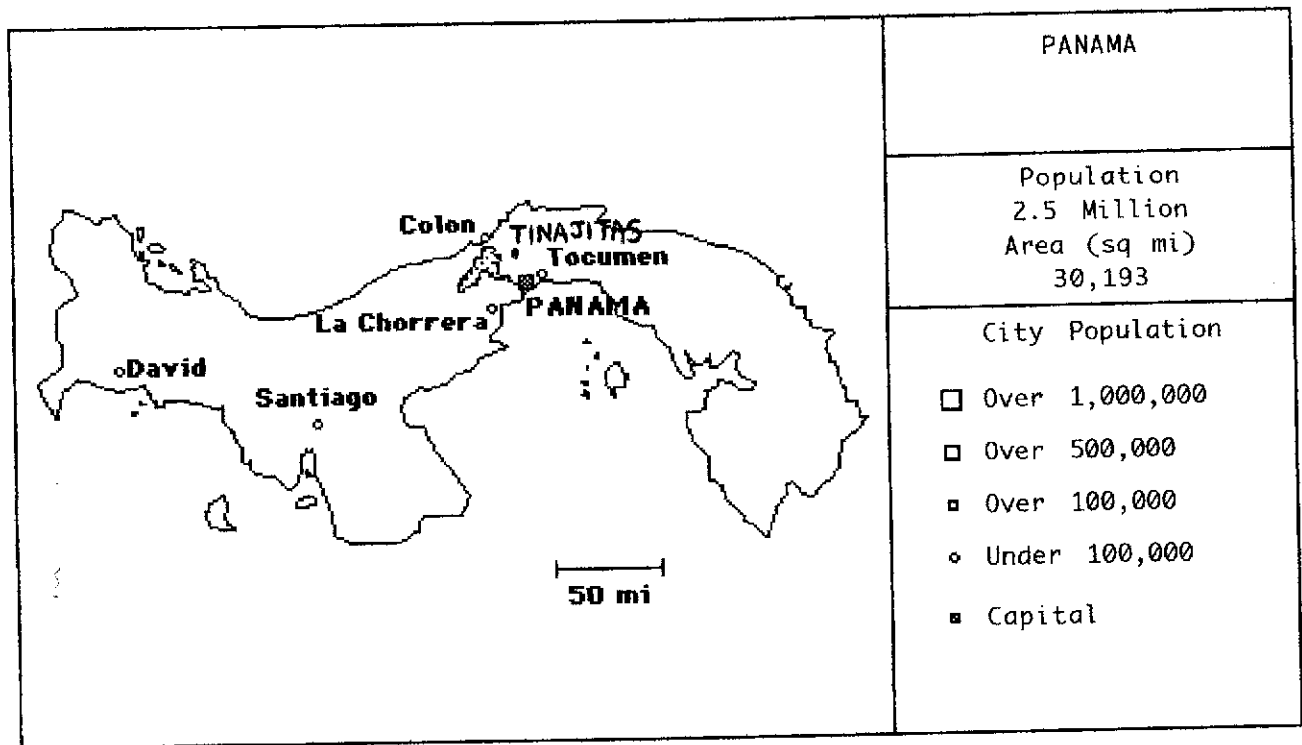 PANAMA
Population
2.5 Million
Area (sq mi)
30,193
City Population
Over 1,000,000
Over 500,000
Over 100,000
Under 100,000
Capital
Colon
TINAJITAS
Tocumen
PANAMA
La Chorrera
David
Santiago
50 mi